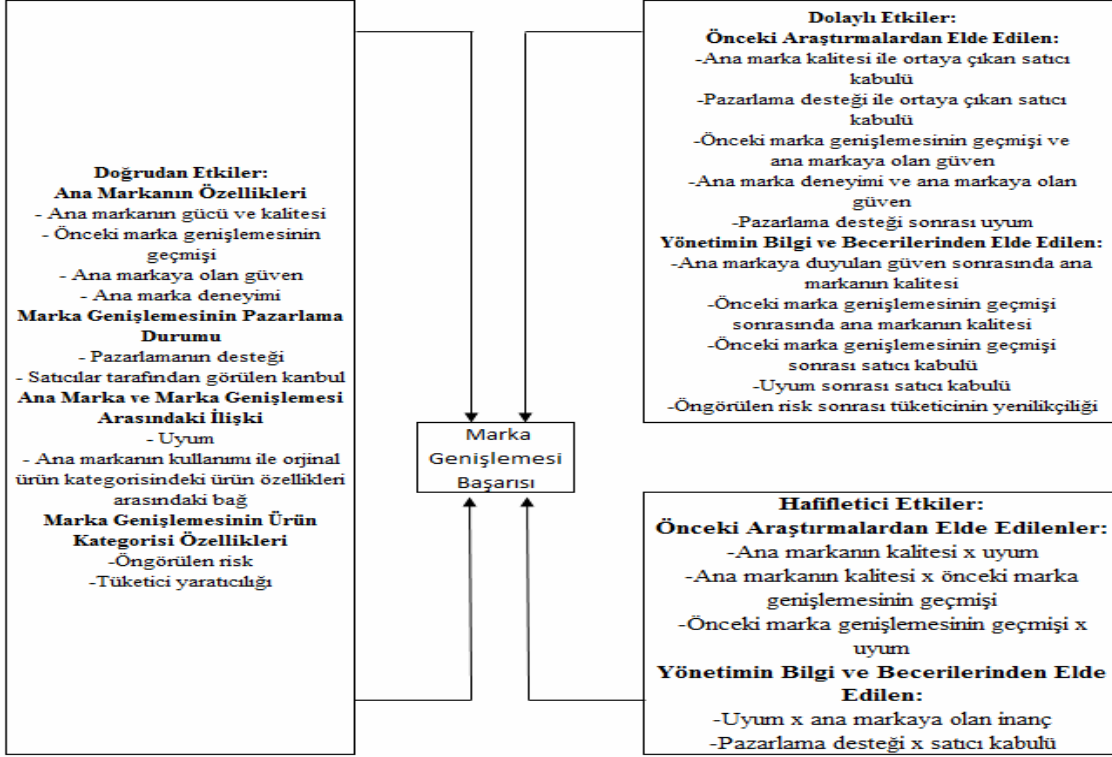 Doğrudan Etkiler:
Ana Markanın Özellikleri
- Ana markanın gücü ve kalitesi
- Önceki marka genişlemesinin
geçmişi
- Ana markaya olan güven
- Ana marka deneyimi
Marka Genişlemesinin Pazarlama
Durumu
- Pazarlamanın desteği
- Satıcılar tarafından görülen kanbul
Ana Marka ve Marka Genişlemesi
Arasındaki İlişki
- Uyum
- Ana markanın kullanımı ile orjinal
ürün kategorisindeki ürün özellikleri
arasındaki bağ
Marka Genişlemesinin Ürün
Kategorisi Özellikleri
-Öngörülen risk
-Tüketici yaratıcılığı
Marka
Genişlemesi
Başarısı
Dolaylı Etkiler:
Önceki Araştırmalardan Elde Edilen:
-Ana marka kalitesi ile ortaya çıkan satıcı
kabulü
-Pazarlama desteği ile ortaya çıkan satıcı
kabulü
-Önceki marka genişlemesinin geçmişi ve
ana markaya olan güven
-Ana marka deneyimi ve ana markaya olan
güven
-Pazarlama desteği sonrası uyum
Yönetimin Bilgi ve Becerilerinden Elde Edilen:
-Ana markaya duyulan güven sonrasında ana
markanın kalitesi
-Önceki marka genişlemesinin geçmişi
sonrasında ana markanın kalitesi
-Önceki marka genişlemesinin geçmişi
sonrası satıcı kabulü
-Uyum sonrası satıcı kabulü
-Öngörülen risk sonrası tüketicinin yenilikçiliği
Hafifletici Etkiler:
Önceki Araştırmalardan Elde Edilenler:
-Ana markanın kalitesi x uyum
-Ana markanın kalitesi x önceki marka
genişlemesinin geçmişi
-Önceki marka genişlemesinin geçmişi x
uyum
Yönetimin Bilgi ve Becerilerinden Elde
Edilen:
-Uyum x ana markaya olan inanç
-Pazarlama desteği x satıcı kabulü